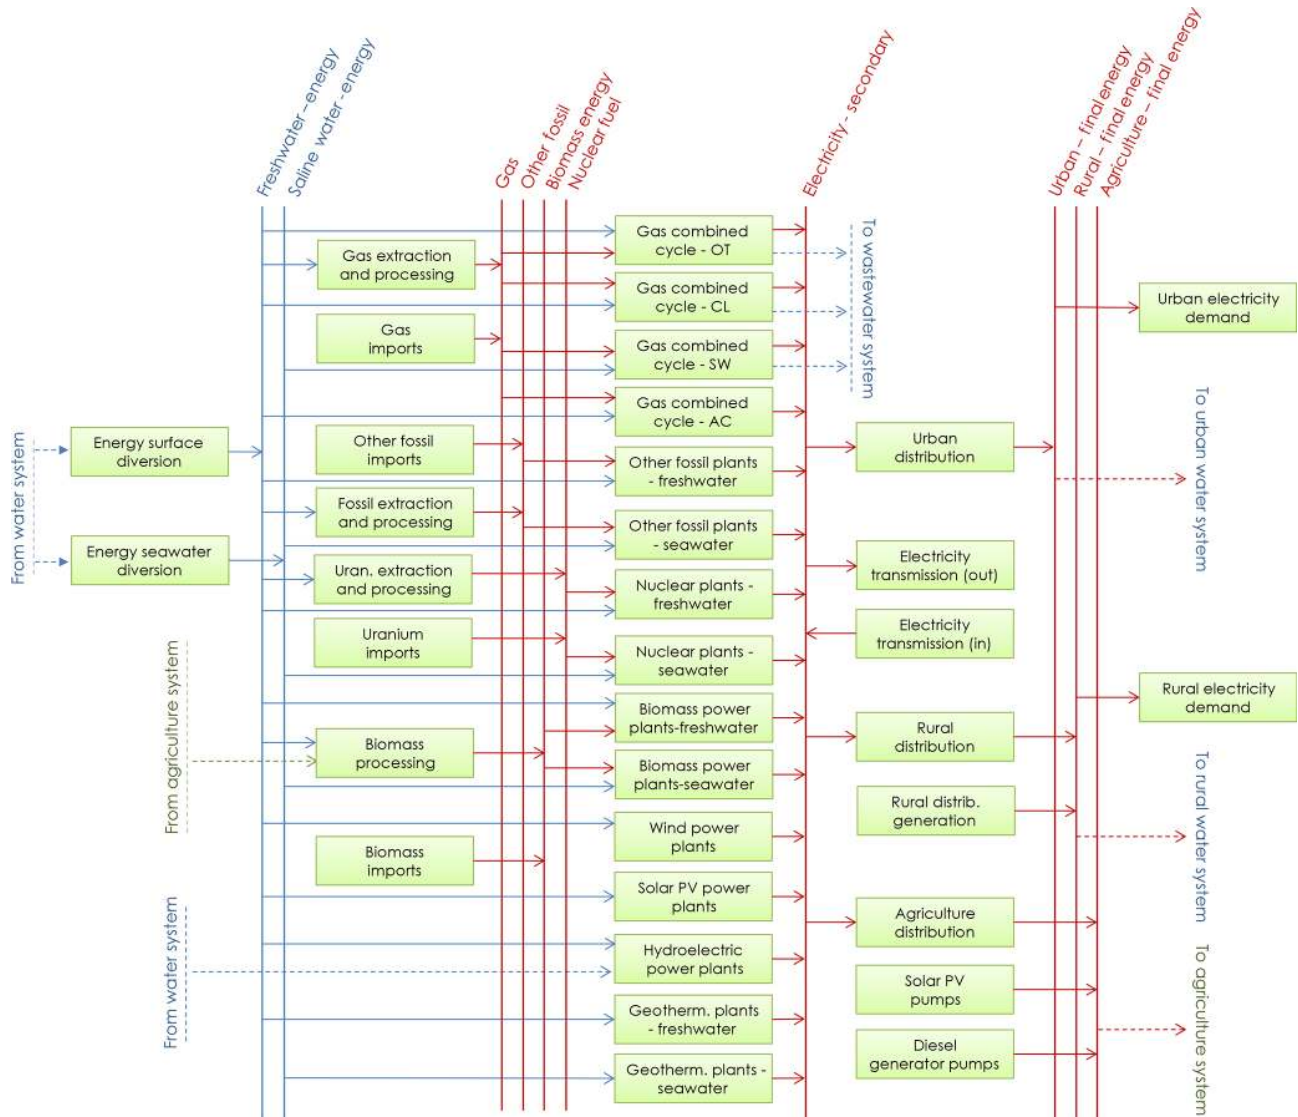 Freshwater – energy
Saline water -energy
Gas
Other fossil
Biomass energy
Nuclear fuel
Electricity - secondary
Urban – final energy
Rural – final energy
Agriculture – final energy
From water system
Energy surface
diversion
Energy seawater
diversion
From agriculture system
From water system
Gas extraction
and processing
Gas
imports
Other fossil
imports
Fossil extraction
and processing
Uran. extraction
and processing
Uranium
imports
Biomass
processing
Biomass
imports
Gas combined
cycle - OT
Gas combined
cycle - CL
Gas combined
cycle - SW
Gas combined
cycle - AC
Other fossil plants
- freshwater
Other fossil plants
- seawater
Nuclear plants -
freshwater
Nuclear plants -
seawater
Biomass power
plants-freshwater
Biomass power
plants-seawater
Wind power
plants
Solar PV power
plants
Hydroelectric
power plants
Geotherm. plants
- freshwater
Geotherm. plants -
seawater
To wastewater system
Urban
distribution
Electricity
transmission (out)
Electricity
transmission (in)
Rural
distribution
Rural distrib.
generation
Agriculture
distribution
Solar PV
pumps
Diesel
generator pumps
Urban electricity
demand
To urban water system
Rural electricity
demand
To rural water system
To agriculture system